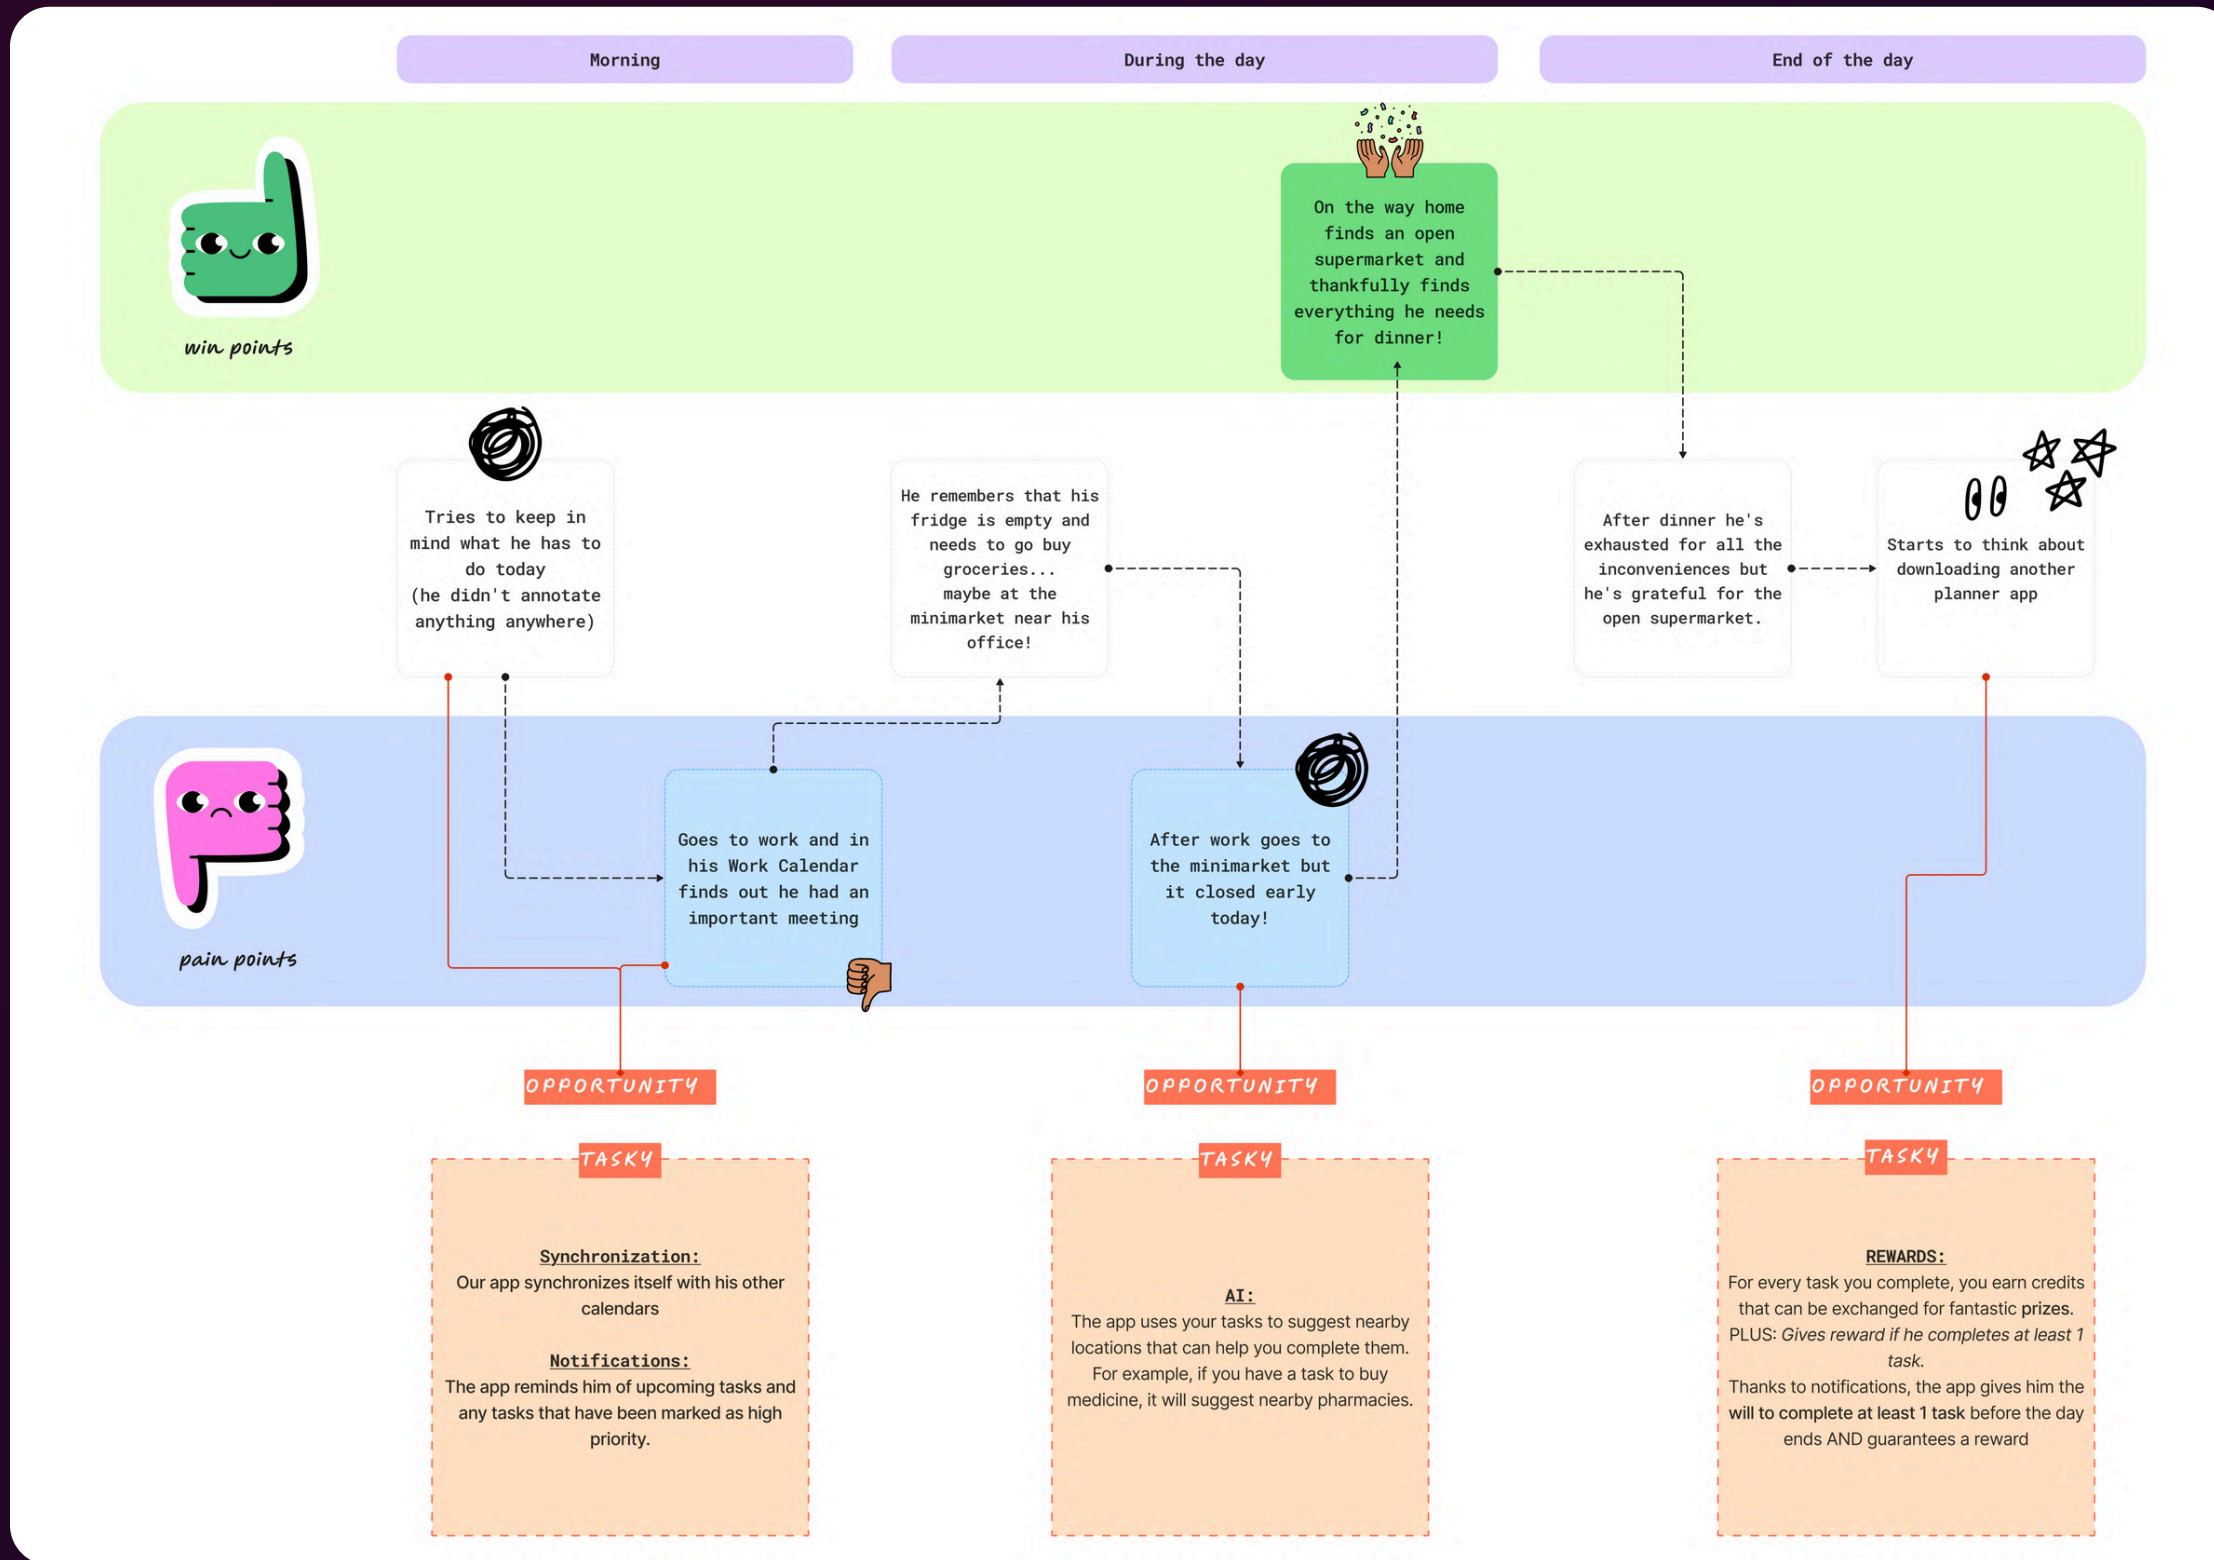 Morning
During the day
End of the day
On the way home
finds an open
supermarket and
thankfully finds
everything he needs
for dinner!
win points
Tries to keep in
mind what he has to
do today
(he didn't annotate
anything anywhere)
He remembers that his
fridge is empty and
needs to go buy
groceries...
maybe at the
minimarket near his
office!
After dinner he's
exhausted for all the
inconveniences but
he's grateful for the
open supermarket.
Starts to think about
downloading another
planner app
Goes to work and in
his Work Calendar
finds out he had an
important meeting
After work goes to
the minimarket but
it closed early
today!
pain points
OPPORTUNITY
OPPORTUNITY
OPPORTUNITY
TASKY
Synchronization:
Our app synchronizes itself with his other
calendars
Notifications:
The app reminds him of upcoming tasks and
any tasks that have been marked as high
priority.
TASKY
AI:
The app uses your tasks to suggest nearby
locations that can help you complete them.
For example, if you have a task to buy
medicine, it will suggest nearby pharmacies.
TASKY
REWARDS:
For every task you complete, you earn credits
that can be exchanged for fantastic prizes.
PLUS: Gives reward if he completes at least 1
task.
Thanks to notifications, the app gives him the
will to complete at least 1 task before the day
ends AND guarantees a reward